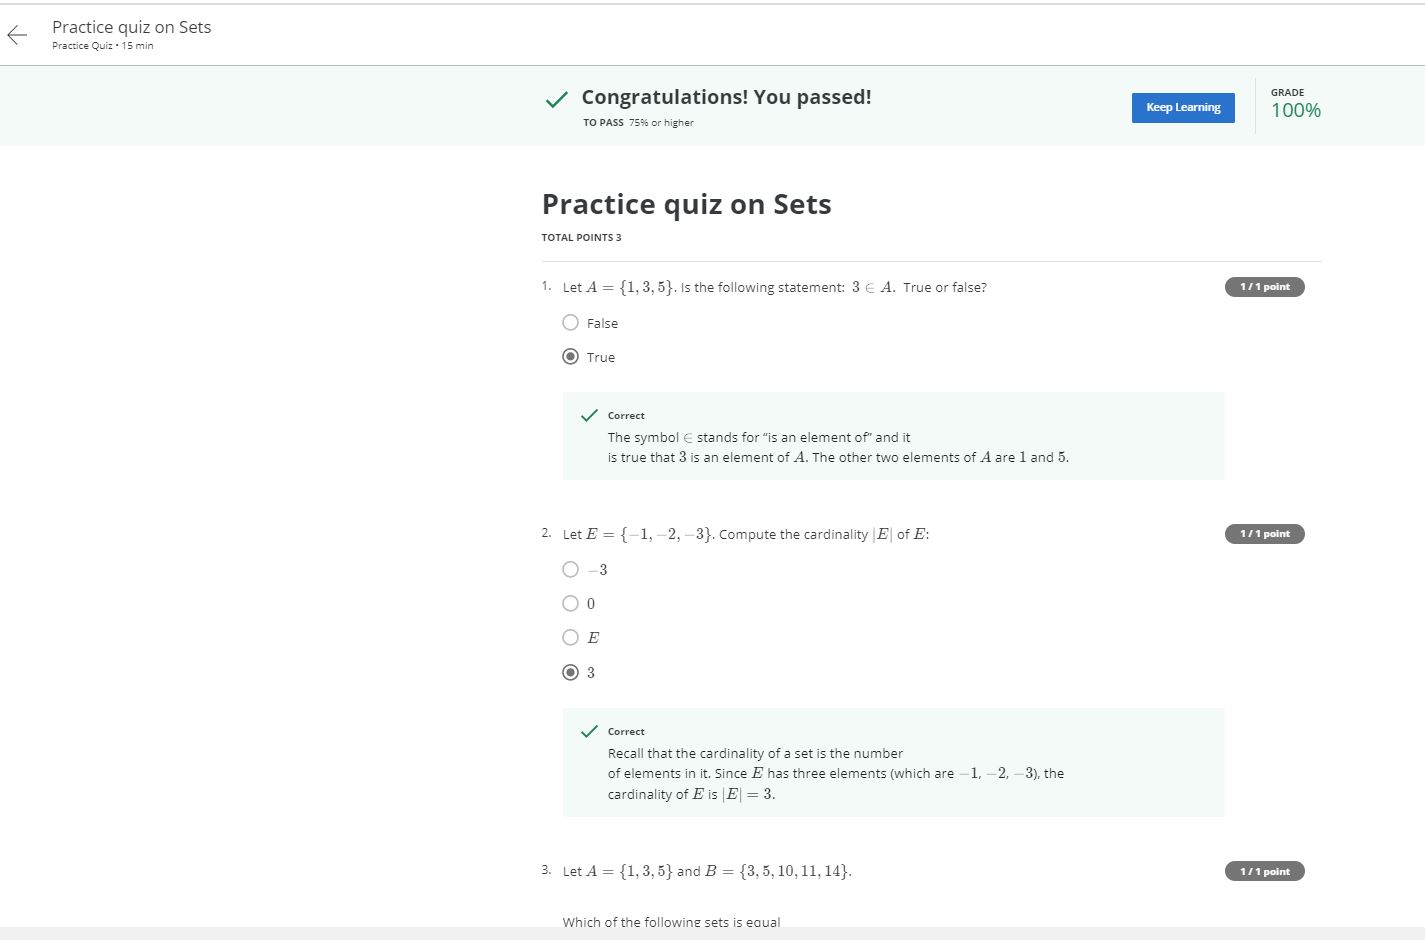 Practice quiz on Sets
Practice Quiz • 15 min
Congratulations! You passed!
TO PASS 75% or higher
Keep Learning
GRADE
100%
Practice quiz on Sets
TOTAL POINTS 3
1. Let A = {1, 3, 5}. Is the following statement: 3 ∈ A. True or false?
1 / 1 point
False
True
Correct
The symbol ∈ stands for “is an element of” and it
is true that 3 is an element of A. The other two elements of A are 1 and 5.
2. Let E = {−1, −2, −3}. Compute the cardinality |E| of E:
1 / 1 point
−3
0
E
3
Correct
Recall that the cardinality of a set is the number
of elements in it. Since E has three elements (which are −1, −2, −3), the
cardinality of E is |E| = 3.
3. Let A = {1, 3, 5} and B = {3, 5, 10, 11, 14}.
1 / 1 point
Which of the following sets is equal